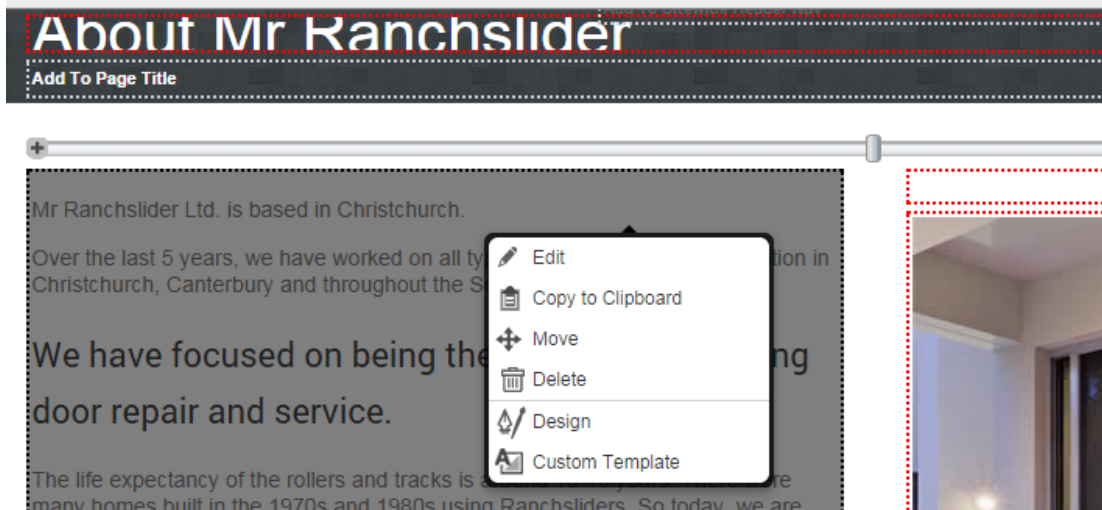 About Mr Ranchslider
Add To Page Title
Mr Ranchslider Ltd. is based in Christchurch.
Over the last 5 years, we have worked on all ty tion in
Christchurch, Canterbury and throughout the S
We have focused on being the ng
door repair and service.
The life expectancy of the rollers and tracks is a re
many homes built in the 1970s and 1980s using Ranchsliders. So today, we are
Edit
Copy to Clipboard
Move
Delete
Design
Custom Template